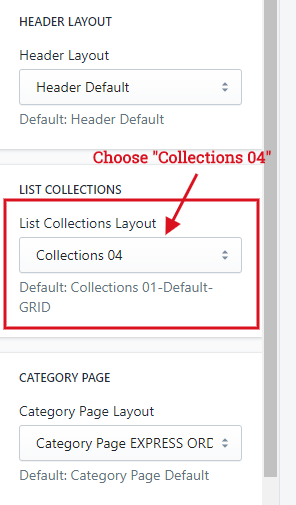 HEADER LAYOUT
Header Layout
Header Default
Default: Header Default
Choose "Collections 04"
LIST COLLECTIONS
List Collections Layout
Collections 04
Default: Collections 01-Default-
GRID
CATEGORY PAGE
Category Page Layout
Category Page EXPRESS ORD
Default: Category Page Default